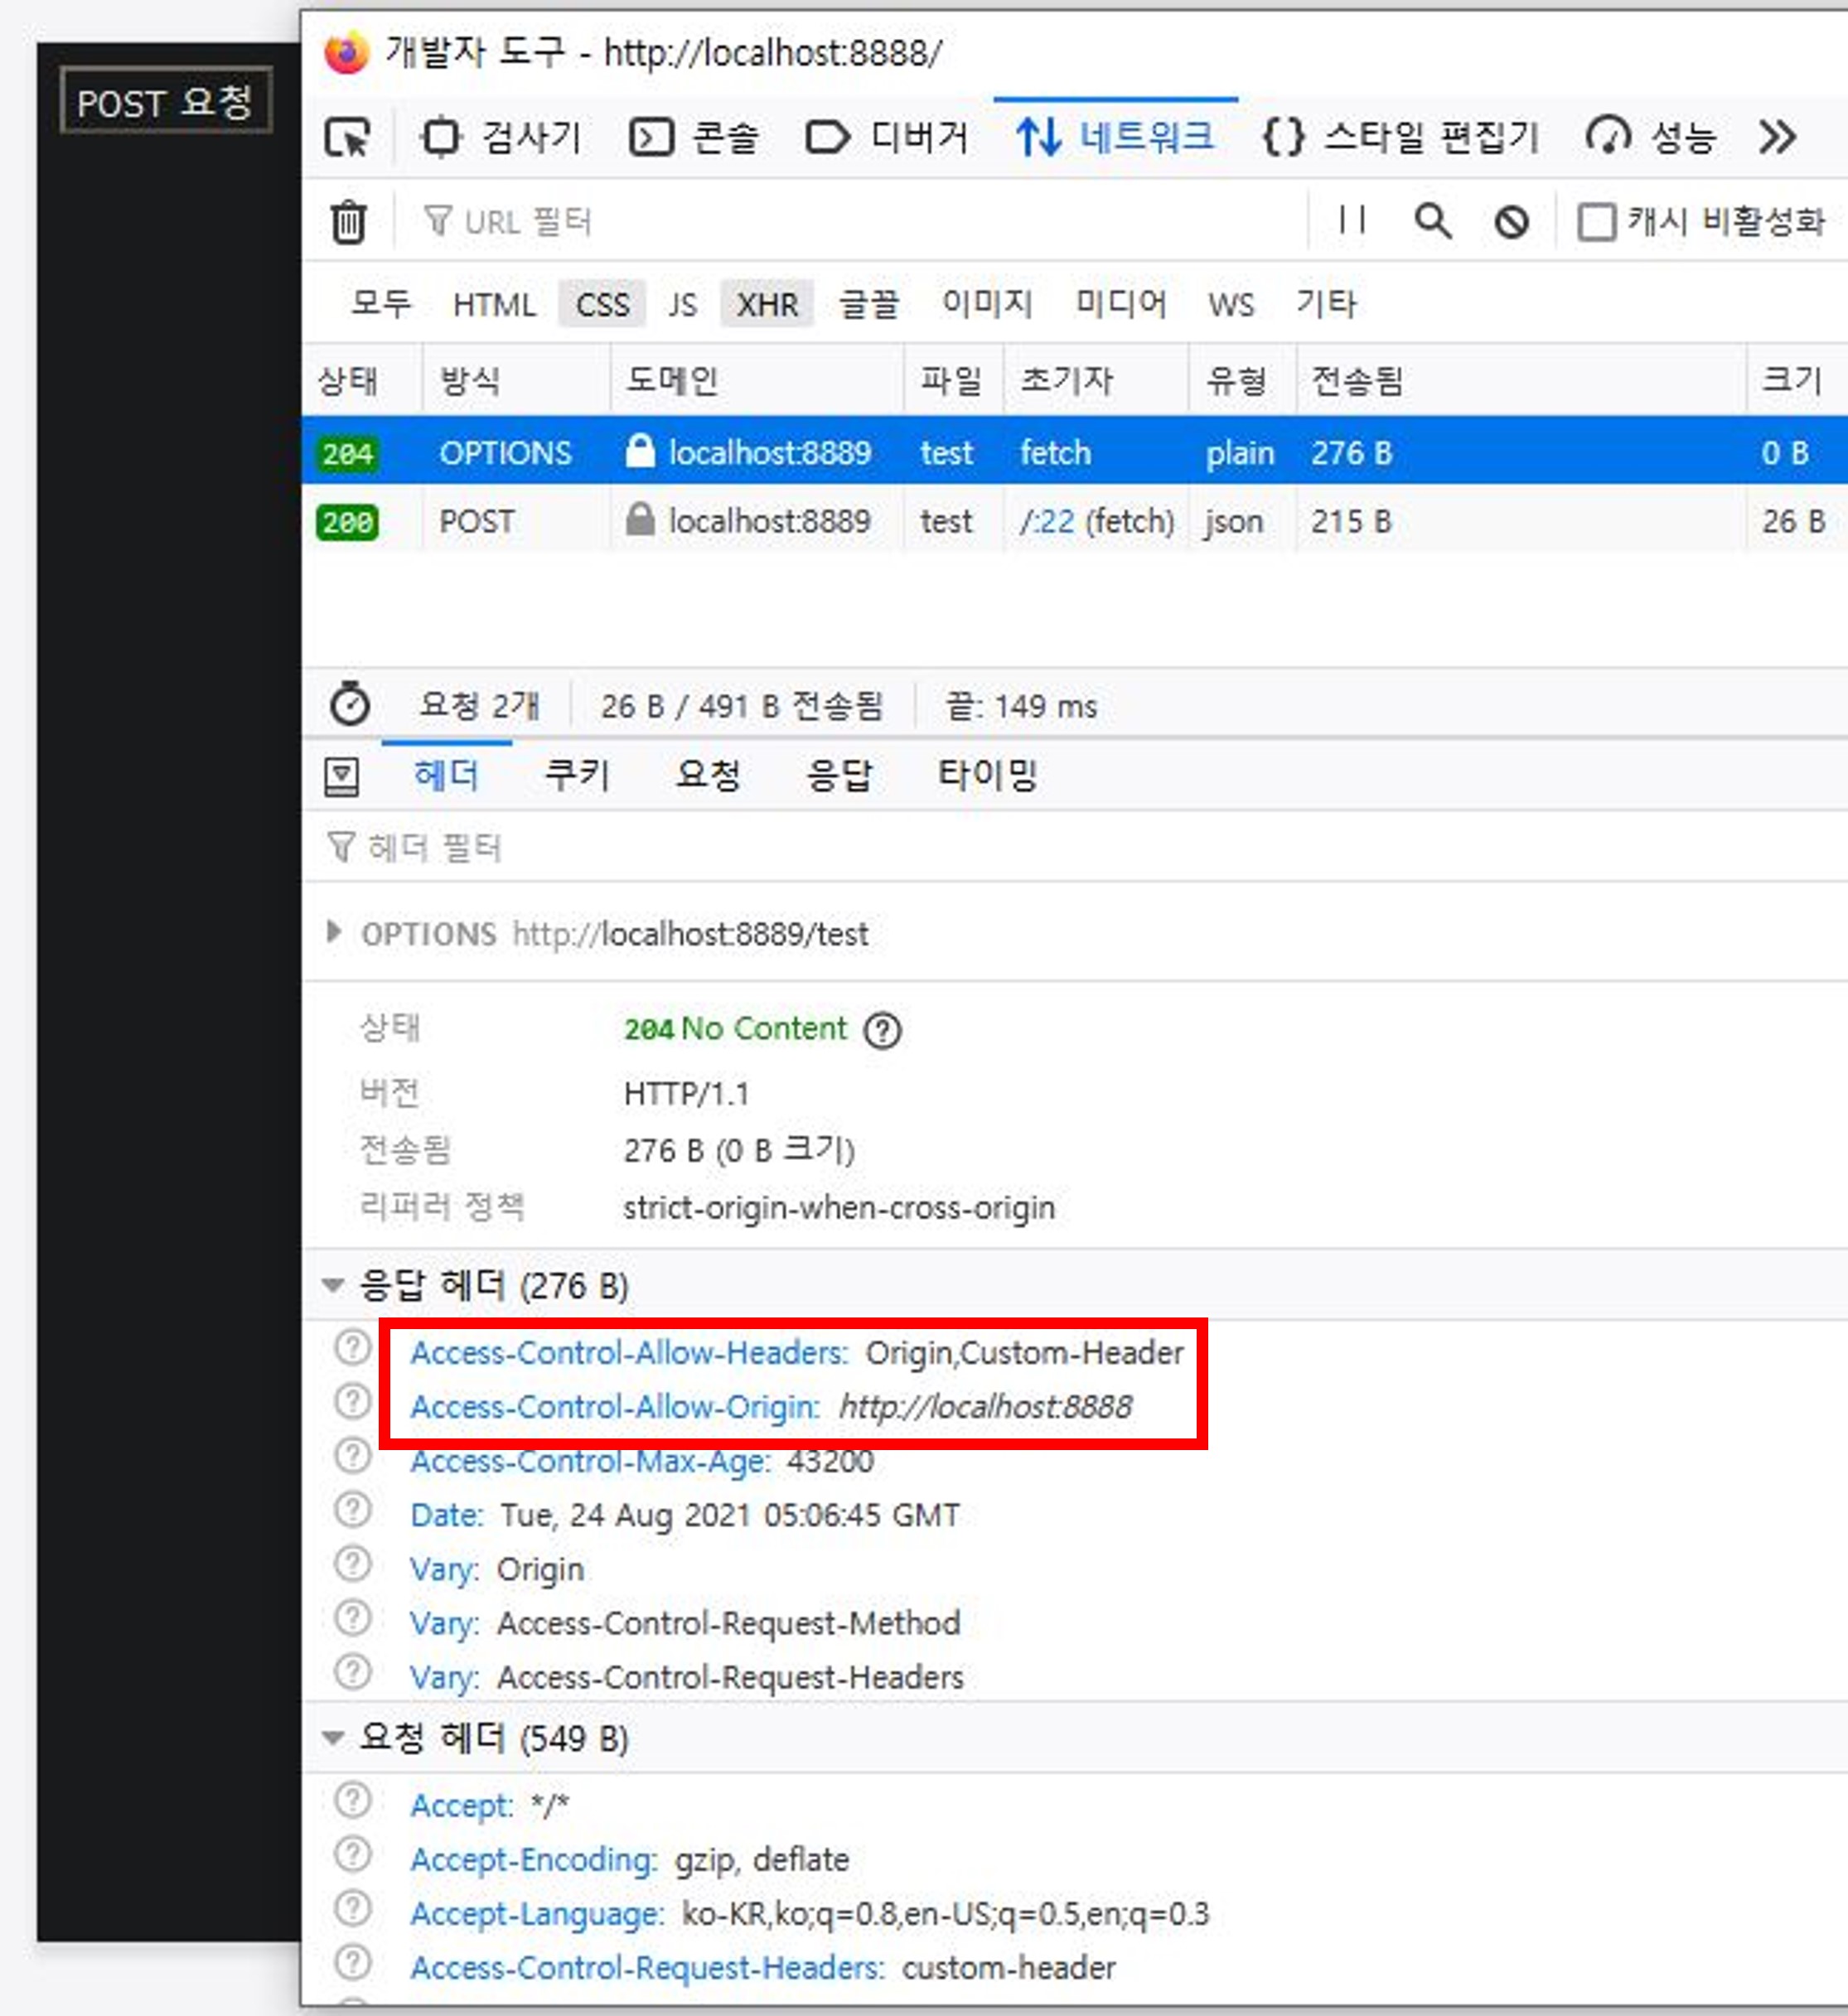 POST 요청
개발자 도구 - http://localhost:8888/
검사기 콘솔 디버거 네트워크 {} 스타일 편집기 성능
URL 필터 캐시 비활성화
모두 HTML CSS JS XHR 글꼴 이미지 미디어 WS 기타
상태 방식 도메인 파일 초기자 유형 전송됨 크기
204 OPTIONS localhost:8889 test fetch plain 276 B 0 B
200 POST localhost:8889 test /:22 (fetch) json 215 B 26 B
요청 2개 26 B / 491 B 전송됨 끝: 149 ms
헤더 쿠키 요청 응답 타이밍
헤더 필터
OPTIONS http://localhost:8889/test
상태 204 No Content
버전 HTTP/1.1
전송됨 276 B (0 B 크기)
리퍼러 정책 strict-origin-when-cross-origin
응답 헤더 (276 B)
Access-Control-Allow-Headers: Origin,Custom-Header
Access-Control-Allow-Origin: http://localhost:8888
Access-Control-Max-Age: 43200
Date: Tue, 24 Aug 2021 05:06:45 GMT
Vary: Origin
Vary: Access-Control-Request-Method
Vary: Access-Control-Request-Headers
요청 헤더 (549 B)
Accept: */*
Accept-Encoding: gzip, deflate
Accept-Language: ko-KR,ko;q=0.8,en-US;q=0.5,en;q=0.3
Access-Control-Request-Headers: custom-header